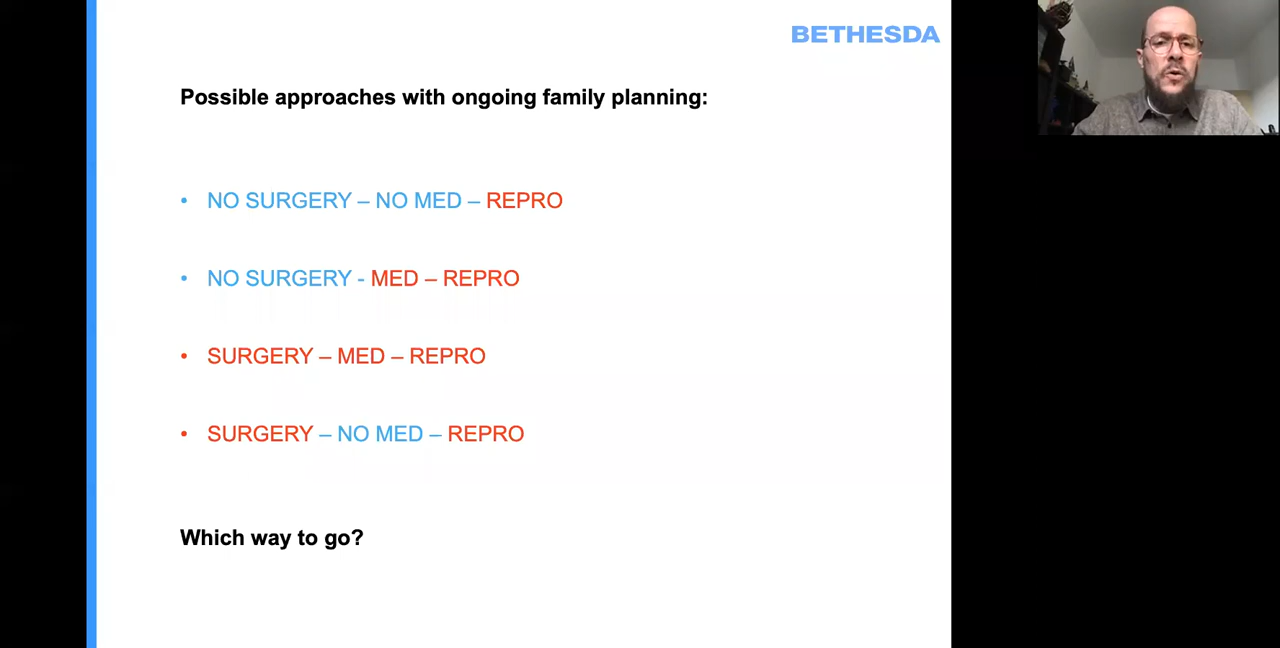 BETHESDA
Possible approaches with ongoing family planning:
• NO SURGERY – NO MED – REPRO
• NO SURGERY - MED – REPRO
• SURGERY – MED – REPRO
• SURGERY – NO MED – REPRO
Which way to go?